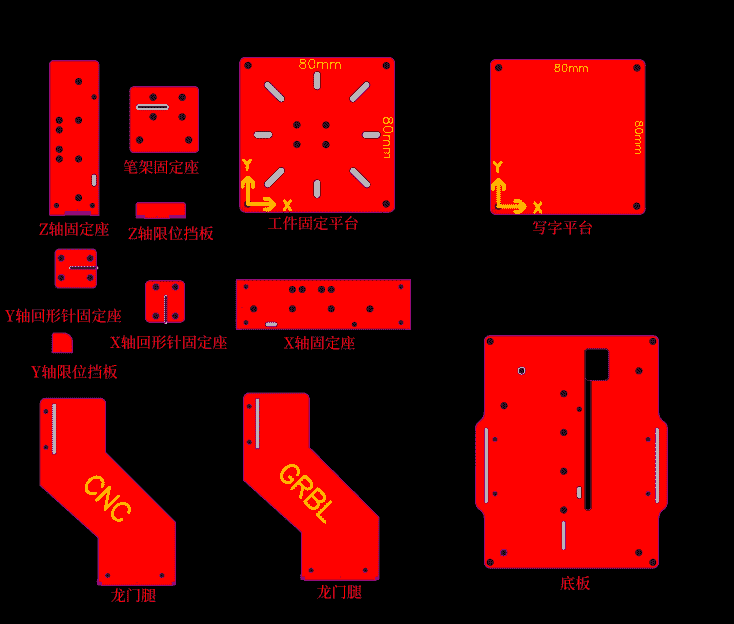 80mm
80mm
Y
X
工件固定平台
80mm
80mm
Y
X
写字平台
笔架固定座
Z轴固定座
Z轴限位挡板
Y轴回形针固定座
X轴回形针固定座
X轴固定座
Y轴限位挡板
CNC
龙门腿
GRBL
龙门腿
底板